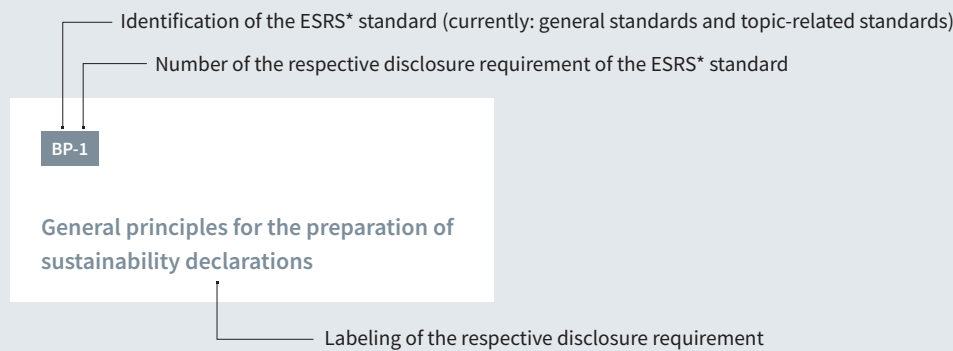 Identification of the ESRS* standard (currently: general standards and topic-related standards)
Number of the respective disclosure requirement of the ESRS* standard
BP-1
General principles for the preparation of
sustainability declarations
Labeling of the respective disclosure requirement